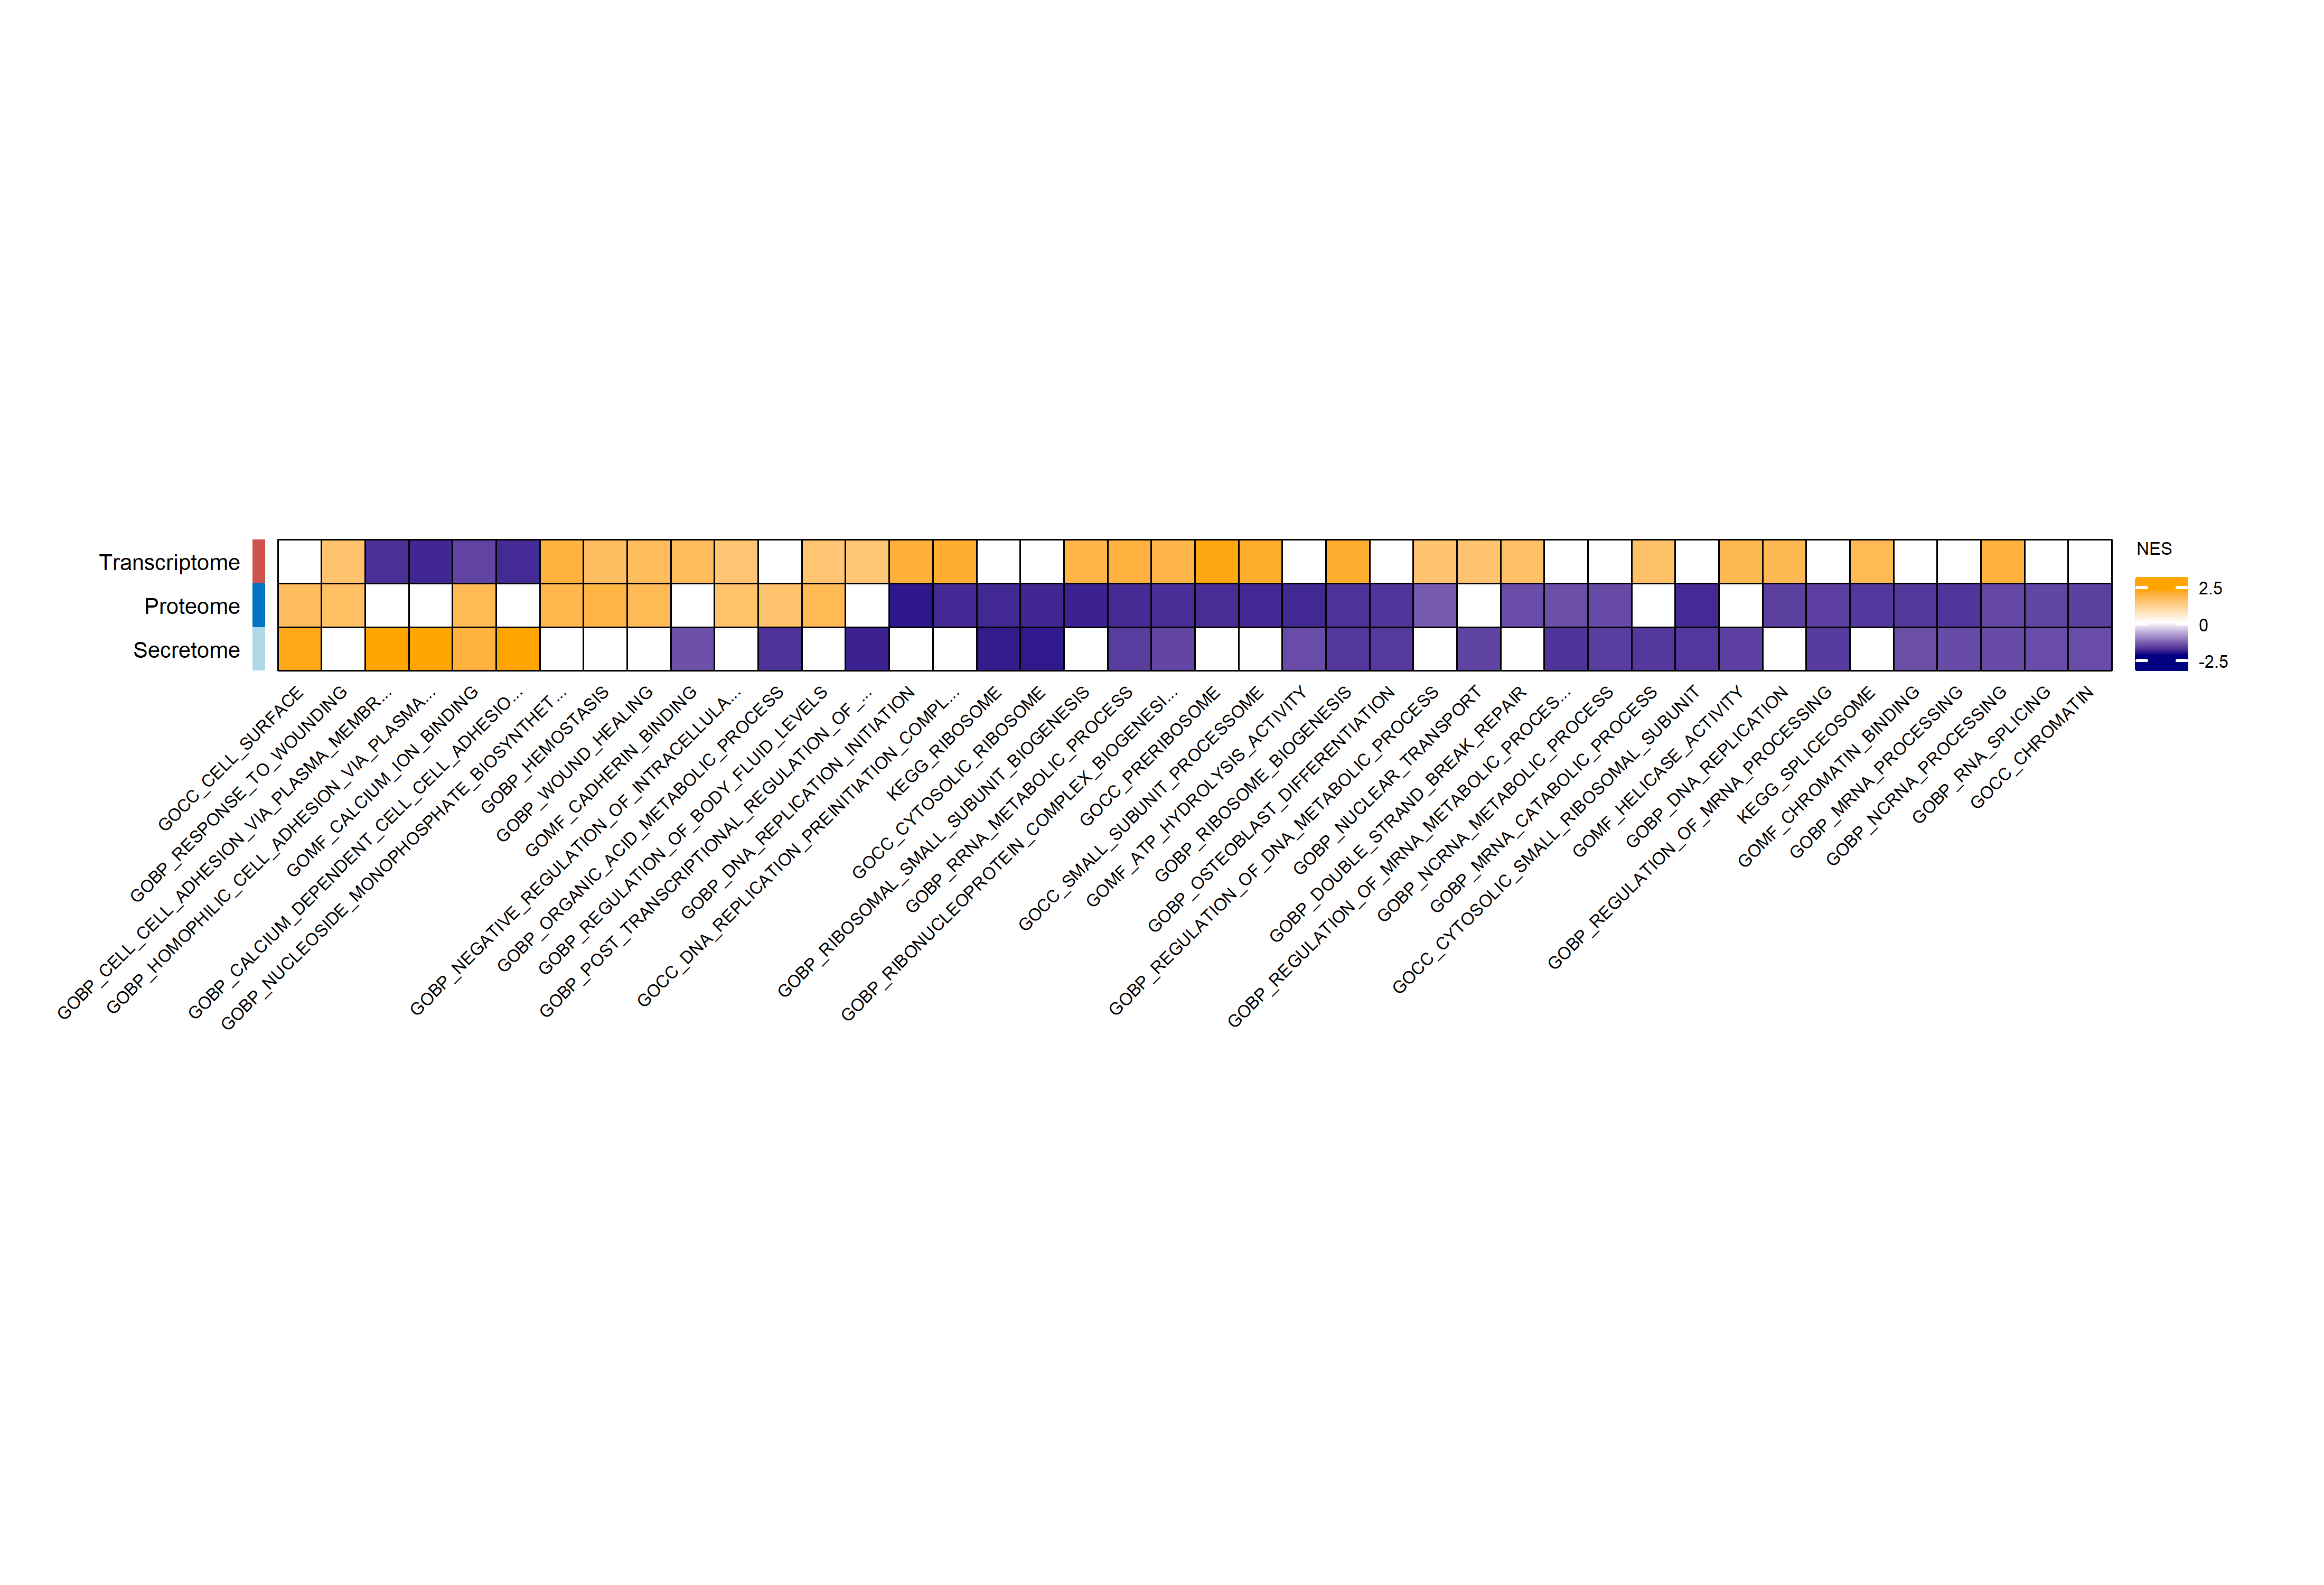 Transcriptome
Proteome
Secretome
NES
2.5
0
-2.5
GOCC_CELL_SURFACE
GOBP_RESPONSE_TO_WOUNDING
GOBP_CELL_CELL_ADHESION_VIA_PLASMA_MEMBR...
GOBP_HOMOPHILIC_CELL_ADHESION_VIA_PLASMA...
GOMF_CALCIUM_ION_BINDING
GOBP_CALCIUM_DEPENDENT_CELL_CELL_ADHESIO...
GOBP_NUCLEOSIDE_MONOPHOSPHATE_BIOSYNTHET...
GOBP_HEMOSTASIS
GOBP_WOUND_HEALING
GOMF_CADHERIN_BINDING
GOBP_NEGATIVE_REGULATION_OF_INTRACELLULA...
GOBP_ORGANIC_ACID_METABOLIC_PROCESS
GOBP_REGULATION_OF_BODY_FLUID_LEVELS
GOBP_POST_TRANSCRIPTIONAL_REGULATION_OF_...
GOBP_DNA_REPLICATION_INITIATION
GOCC_DNA_REPLICATION_PREINITIATION_COMPL...
KEGG_RIBOSOME
GOCC_CYTOSOLIC_RIBOSOME
GOBP_RIBOSOMAL_SMALL_SUBUNIT_BIOGENESIS
GOBP_RRNA_METABOLIC_PROCESS
GOBP_RIBONUCLEOPROTEIN_COMPLEX_BIOGENESI...
GOCC_PRERIBOSOME
GOCC_SMALL_SUBUNIT_PROCESSOME
GOMF_ATP_HYDROLYSIS_ACTIVITY
GOBP_RIBOSOME_BIOGENESIS
GOBP_OSTEOBLAST_DIFFERENTIATION
GOBP_REGULATION_OF_DNA_METABOLIC_PROCESS
GOBP_NUCLEAR_TRANSPORT
GOBP_DOUBLE_STRAND_BREAK_REPAIR
GOBP_REGULATION_OF_MRNA_METABOLIC_PROCES...
GOBP_NCRNA_METABOLIC_PROCESS
GOBP_MRNA_CATABOLIC_PROCESS
GOCC_CYTOSOLIC_SMALL_RIBOSOMAL_SUBUNIT
GOMF_HELICASE_ACTIVITY
GOBP_DNA_REPLICATION
GOBP_REGULATION_OF_MRNA_PROCESSING
KEGG_SPLICEOSOME
GOMF_CHROMATIN_BINDING
GOBP_MRNA_PROCESSING
GOBP_NCRNA_PROCESSING
GOBP_RNA_SPLICING
GOCC_CHROMATIN